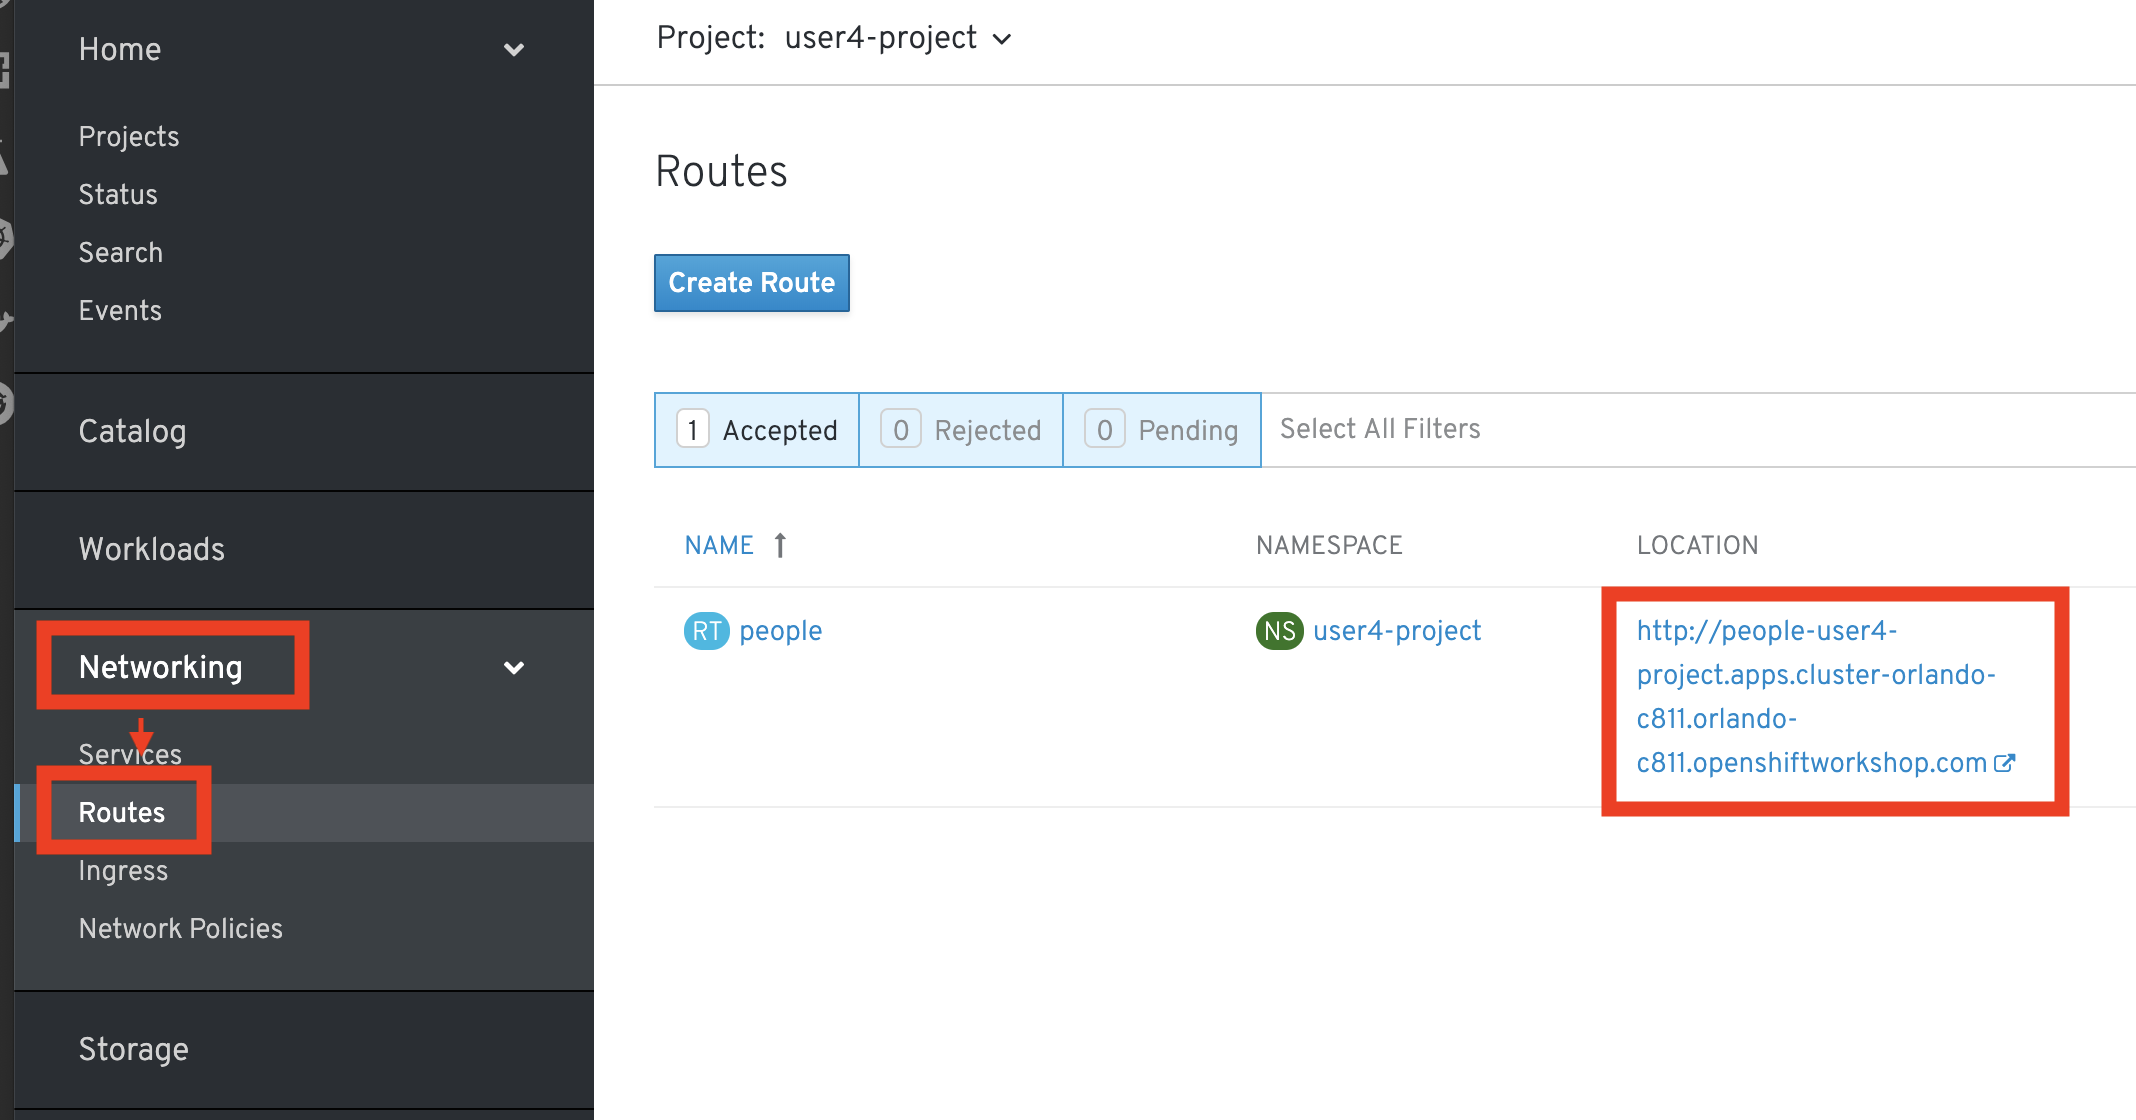 Home
Projects
Status
Search
Events
Catalog
Workloads
Networking
Services
Routes
Ingress
Network Policies
Storage
Project: user4-project
Routes
Create Route
1 Accepted 0 Rejected 0 Pending Select All Filters
NAME NAMESPACE LOCATION
RT people NS user4-project http://people-user4-
project.apps.cluster-orlando-
c811.orlando-
c811.openshiftworkshop.com